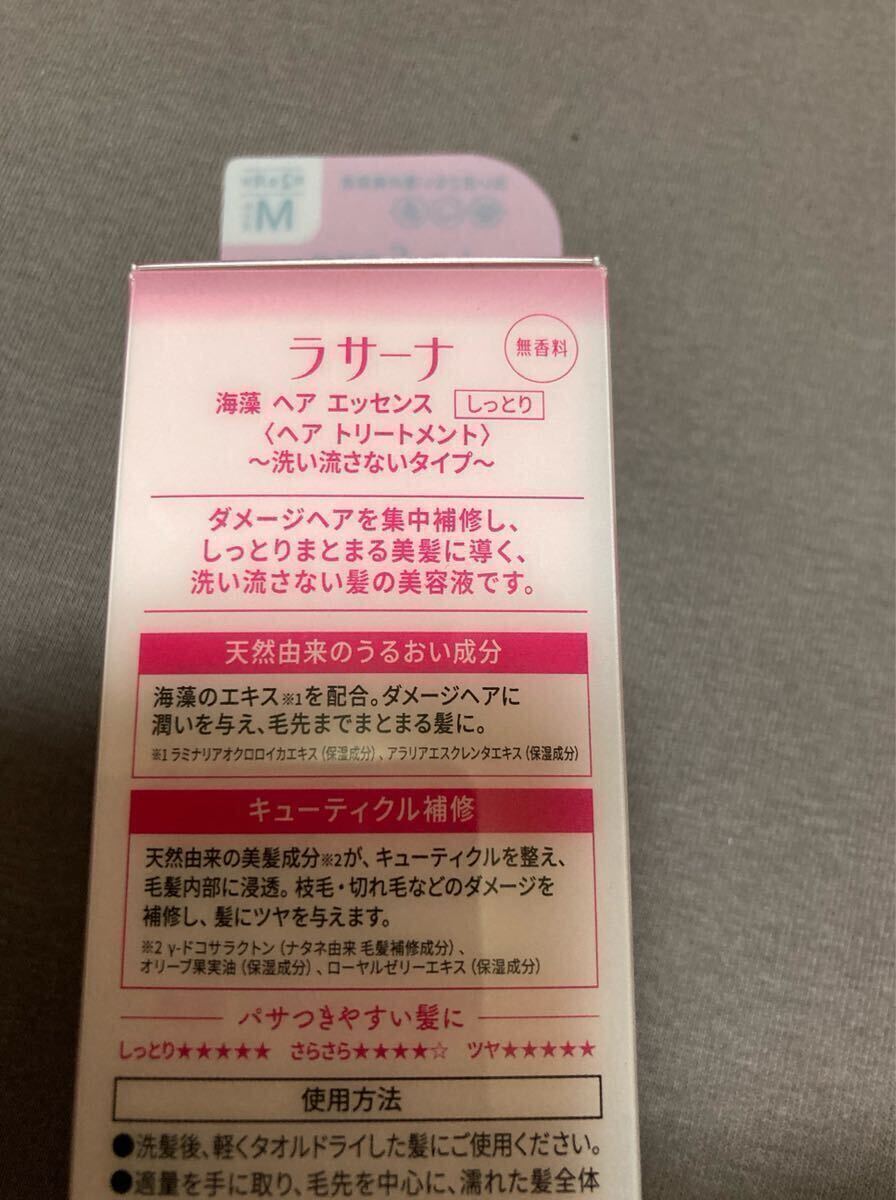 M
ラサーナ
無香料
海藻 ヘア エッセンス しっとり
〈ヘア トリートメント〉
～洗い流さないタイプ～
ダメージヘアを集中補修し、
しっとりまとまる美髪に導く、
洗い流さない髪の美容液です。
天然由来のうるおい成分
海藻のエキス※1を配合。ダメージヘアに
潤いを与え、毛先までまとまる髪に。
※1 ラミナリアオクロロイカエキス（保湿成分）、アラリアエスクレンタエキス（保湿成分）
キューティクル補修
天然由来の美髪成分※2が、キューティクルを整え、
毛髪内部に浸透。枝毛・切れ毛などのダメージを
補修し、髪にツヤを与えます。
※2 γ-ドコサラクトン（ナタネ由来 毛髪補修成分）、
オリーブ果実油（保湿成分）、ローヤルゼリーエキス（保湿成分）
パサつきやすい髪に
しっとり★★★★★ さらさら★★★★☆ ツヤ★★★★★
使用方法
●洗髪後、軽くタオルドライした髪にご使用ください。
●適量を手に取り、毛先を中心に、濡れた髪全体